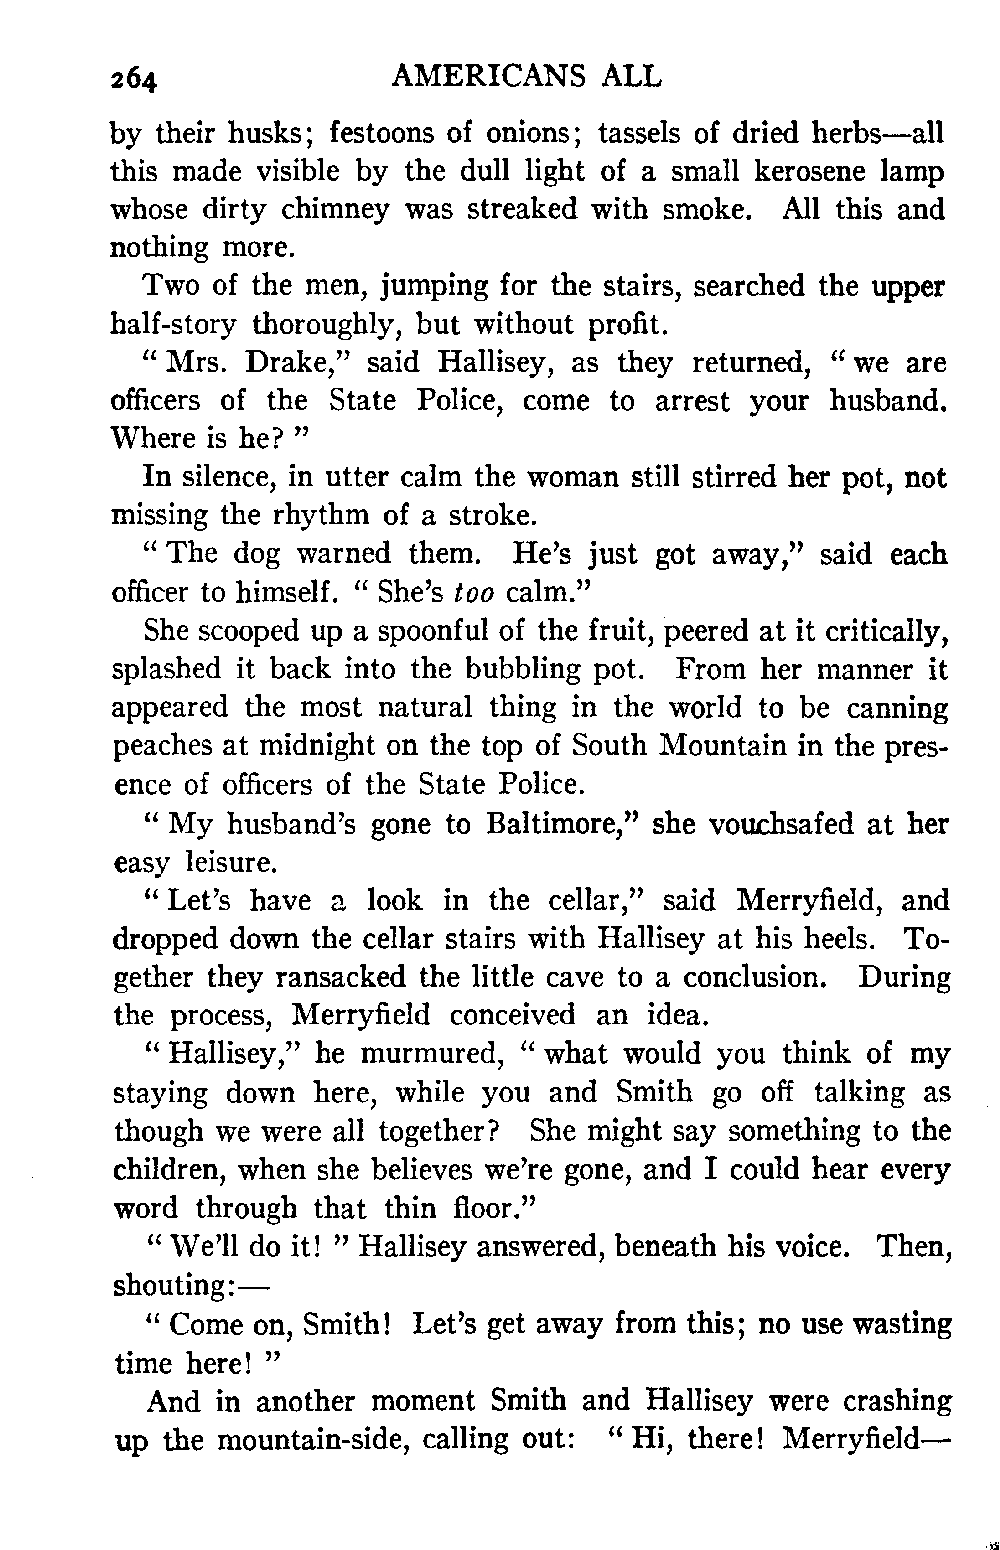 264 AMERICANS ALL
by their husks; festoons of onions; tassels of dried herbs—all
this made visible by the dull light of a small kerosene lamp
whose dirty chimney was streaked with smoke. All this and
nothing more.
Two of the men, jumping for the stairs, searched the upper
half-story thoroughly, but without profit.
“ Mrs. Drake,” said Hallisey, as they returned, “ we are
officers of the State Police, come to arrest your husband.
Where is he? ”
In silence, in utter calm the woman still stirred her pot, not
missing the rhythm of a stroke.
“ The dog warned them. He’s just got away,” said each
officer to himself. “ She’s too calm.”
She scooped up a spoonful of the fruit, peered at it critically,
splashed it back into the bubbling pot. From her manner it
appeared the most natural thing in the world to be canning
peaches at midnight on the top of South Mountain in the pres-
ence of officers of the State Police.
“ My husband’s gone to Baltimore,” she vouchsafed at her
easy leisure.
“ Let’s have a look in the cellar,” said Merryfield, and
dropped down the cellar stairs with Hallisey at his heels. To-
gether they ransacked the little cave to a conclusion. During
the process, Merryfield conceived an idea.
“ Hallisey,” he murmured, “ what would you think of my
staying down here, while you and Smith go off talking as
though we were all together? She might say something to the
children, when she believes we’re gone, and I could hear every
word through that thin floor.”
“ We’ll do it! ” Hallisey answered, beneath his voice. Then,
shouting:—
“ Come on, Smith! Let’s get away from this; no use wasting
time here! ”
And in another moment Smith and Hallisey were crashing
up the mountain-side, calling out: “ Hi, there! Merryfield—